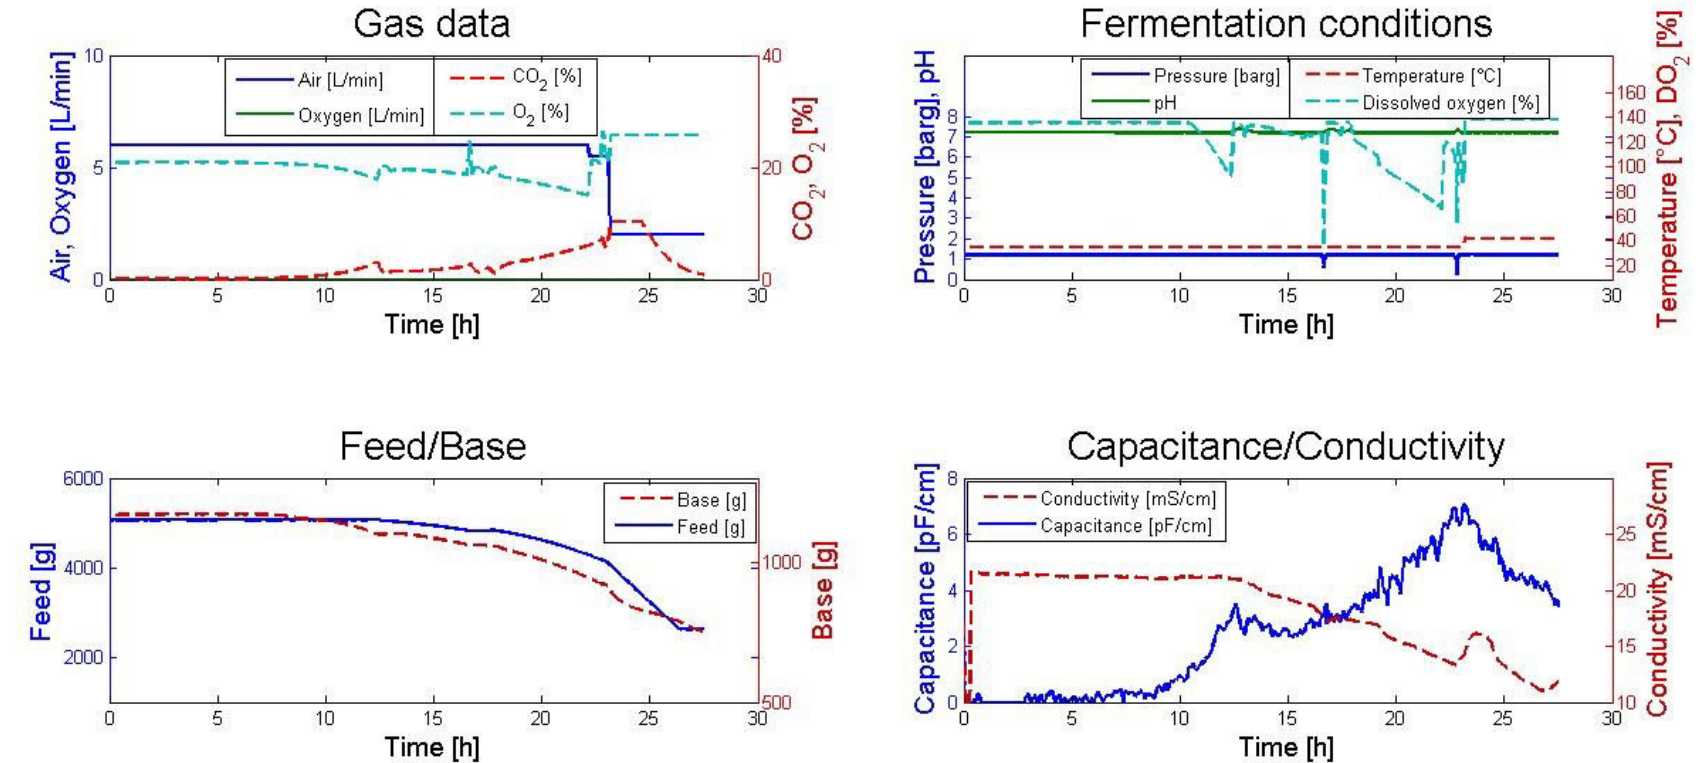 Gas data
Air, Oxygen [L/min]
10
5
0
Air [L/min]
Oxygen [L/min]
CO2 [%]
O2 [%]
40
20
0
CO2, O2 [%]
0 5 10 15 20 25 30
Time [h]
Fermentation conditions
Pressure [barg], pH
8
7
6
5
4
3
2
1
0
Pressure [barg]
pH
Temperature [°C]
Dissolved oxygen [%]
160
140
120
100
80
60
40
20
Temperature [°C], DO2 [%]
0 5 10 15 20 25 30
Time [h]
Feed/Base
Feed [g]
6000
4000
2000
Base [g]
Feed [g]
1000
500
Base [g]
0 5 10 15 20 25 30
Time [h]
Capacitance/Conductivity
Capacitance [pF/cm]
8
6
4
2
0
Conductivity [mS/cm]
Capacitance [pF/cm]
25
20
15
10
Conductivity [mS/cm]
0 5 10 15 20 25 30
Time [h]